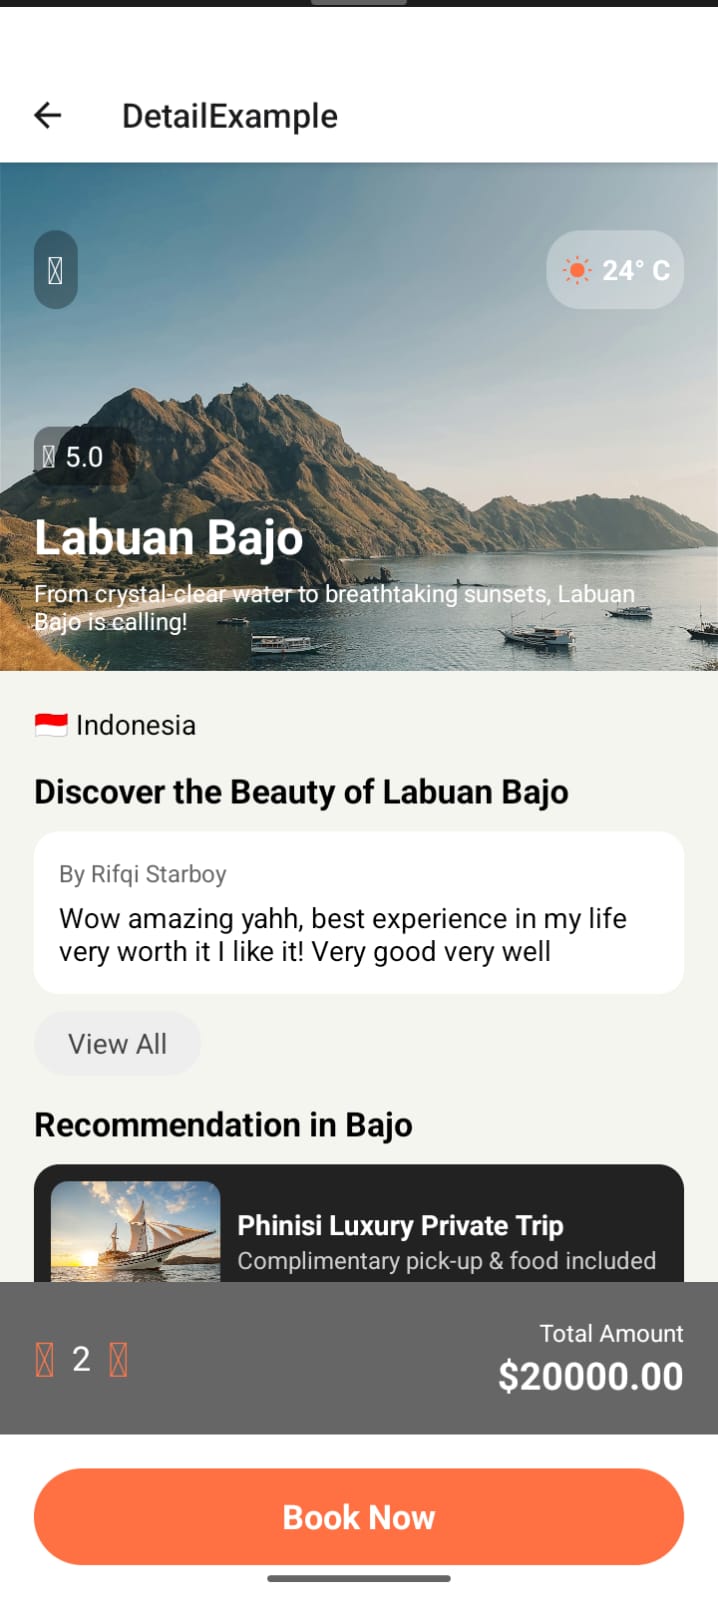 DetailExample
24° C
5.0
Labuan Bajo
From crystal-clear water to breathtaking sunsets, Labuan
Bajo is calling!
🇮🇩 Indonesia
Discover the Beauty of Labuan Bajo
By Rifqi Starboy
Wow amazing yahh, best experience in my life
very worth it I like it! Very good very well
View All
Recommendation in Bajo
Phinisi Luxury Private Trip
Complimentary pick-up & food included
2
Total Amount
$20000.00
Book Now